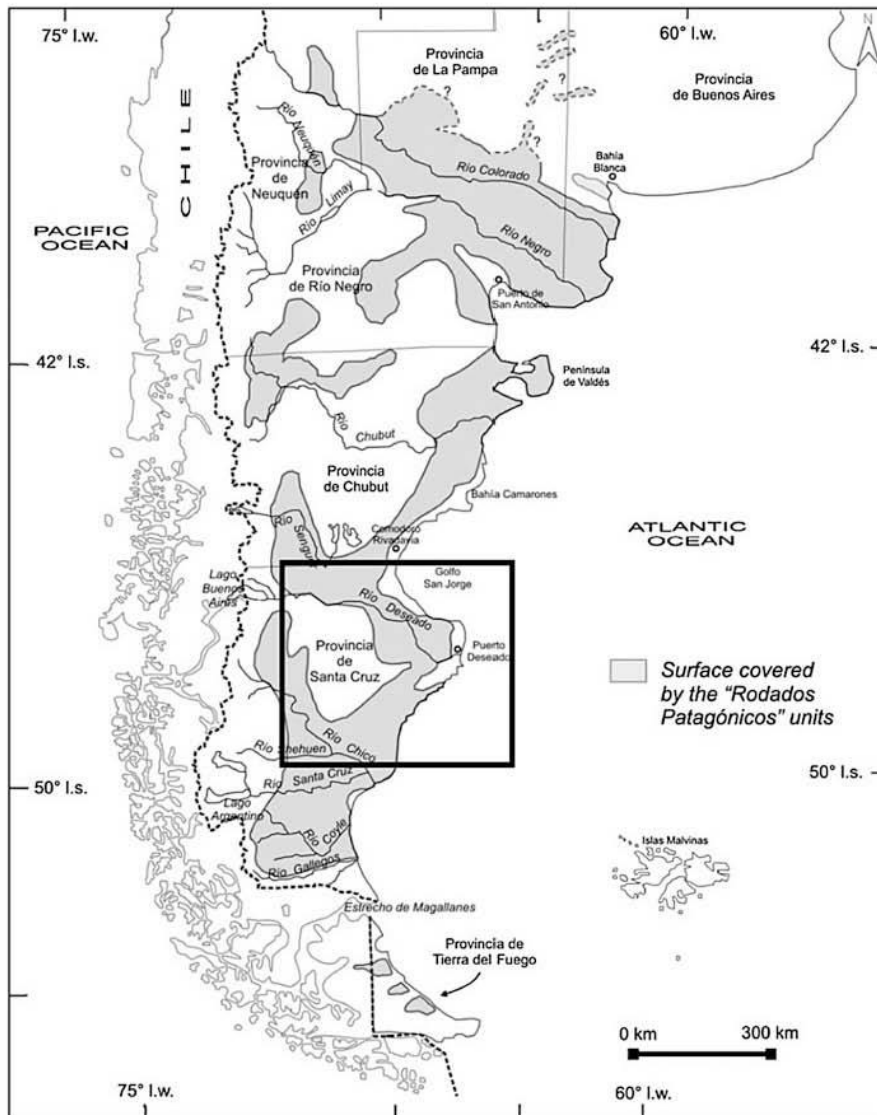 75° l.w.
60° l.w.
N
Provincia
de La Pampa
Provincia
de Buenos Aires
?
?
?
CHILE
Río Neuquén
Provincia
de
Neuquén
Río Colorado
Bahía
Blanca
Río Limay
PACIFIC
OCEAN
Río Negro
Provincia
de Río Negro
Puerto de
San Antonio
42° l.s.
42° l.s.
Península
de Valdés
Río
Chubut
Provincia
de Chubut
Bahía Camarones
Río
Comodoro
Rivadavia
ATLANTIC
OCEAN
Lago
Buenos
Aires
Golfo
San Jorge
Río Deseado
Provincia
de
Santa Cruz
Puerto
Deseado
Surface covered
by the "Rodados
Patagónicos" units
Río Chico
Río Shehuen
Río Santa Cruz
50° l.s.
50° l.s.
Lago
Argentino
Río Coyle
Río Gallegos
Islas Malvinas
Estrecho de Magallanes
Provincia de
Tierra del Fuego
0 km
300 km
75° l.w.
60° l.w.